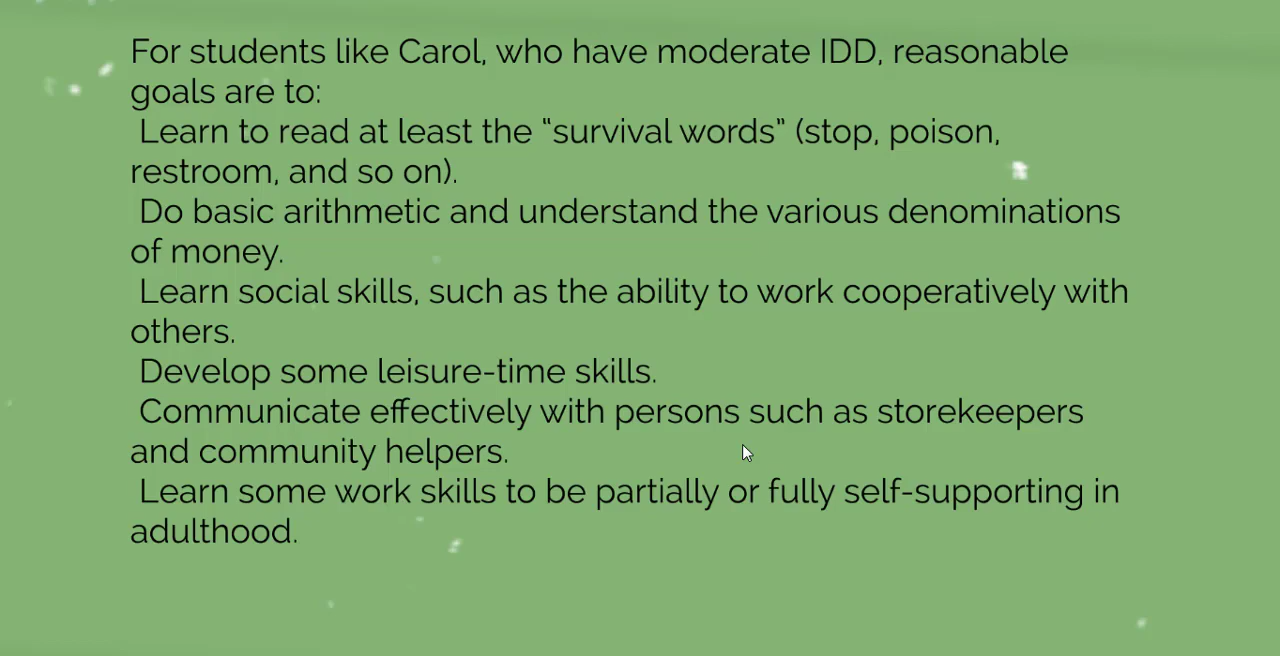 For students like Carol, who have moderate IDD, reasonable
goals are to:
Learn to read at least the “survival words” (stop, poison,
restroom, and so on).
Do basic arithmetic and understand the various denominations
of money.
Learn social skills, such as the ability to work cooperatively with
others.
Develop some leisure-time skills.
Communicate effectively with persons such as storekeepers
and community helpers.
Learn some work skills to be partially or fully self-supporting in
adulthood.